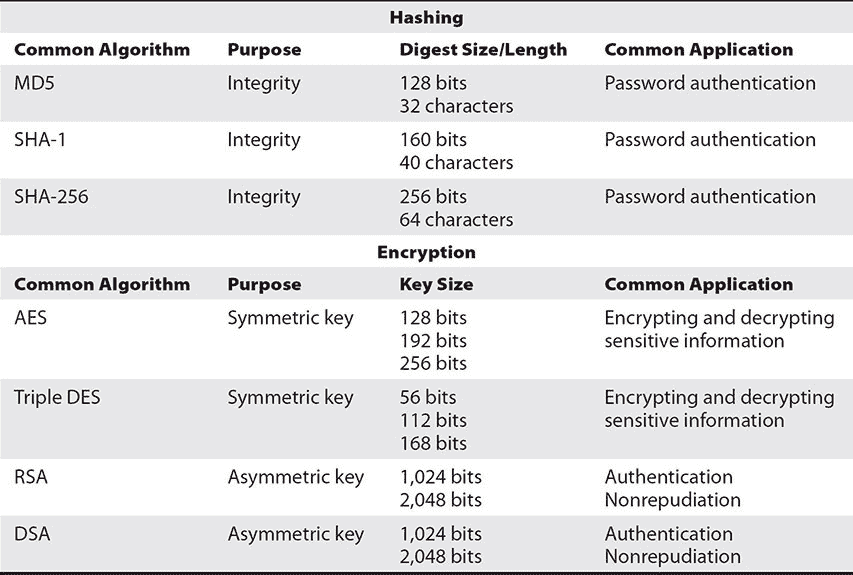 Hashing
Common Algorithm Purpose Digest Size/Length Common Application
MD5 Integrity 128 bits Password authentication
32 characters
SHA-1 Integrity 160 bits Password authentication
40 characters
SHA-256 Integrity 256 bits Password authentication
64 characters
Encryption
Common Algorithm Purpose Key Size Common Application
AES Symmetric key 128 bits Encrypting and decrypting
192 bits sensitive information
256 bits
Triple DES Symmetric key 56 bits Encrypting and decrypting
112 bits sensitive information
168 bits
RSA Asymmetric key 1,024 bits Authentication
2,048 bits Nonrepudiation
DSA Asymmetric key 1,024 bits Authentication
2,048 bits Nonrepudiation